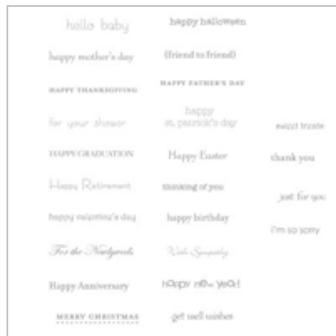 hello baby
happy halloween
happy mother's day
(friend to friend)
HAPPY THANKSGIVING
HAPPY FATHER'S DAY
for your shower
happy
st. patrick's day
sweet treats
HAPPY GRADUATION
Happy Easter
thank you
Happy Retirement
thinking of you
just for you
happy valentine's day
happy birthday
i'm so sorry
For the Newlyweds
With Sympathy
Happy Anniversary
happy new year!
MERRY CHRISTMAS
get well wishes